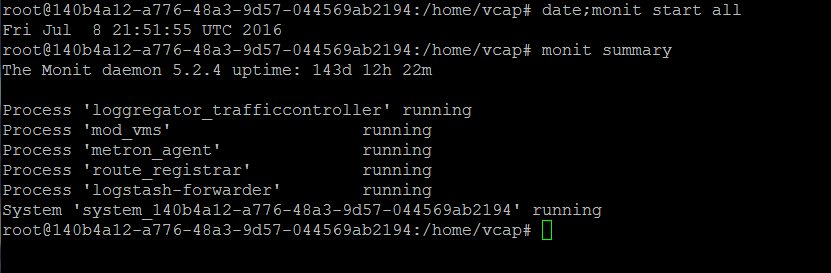 root@140b4a12-a776-48a3-9d57-044569ab2194:/home/vcap# date;monit start all
Fri Jul  8 21:51:55 UTC 2016
root@140b4a12-a776-48a3-9d57-044569ab2194:/home/vcap# monit summary
The Monit daemon 5.2.4 uptime: 143d 12h 22m

Process 'loggregator_trafficcontroller' running
Process 'mod_vms'                   running
Process 'metron_agent'              running
Process 'route_registrar'           running
Process 'logstash-forwarder'        running
System 'system_140b4a12-a776-48a3-9d57-044569ab2194' running
root@140b4a12-a776-48a3-9d57-044569ab2194:/home/vcap#